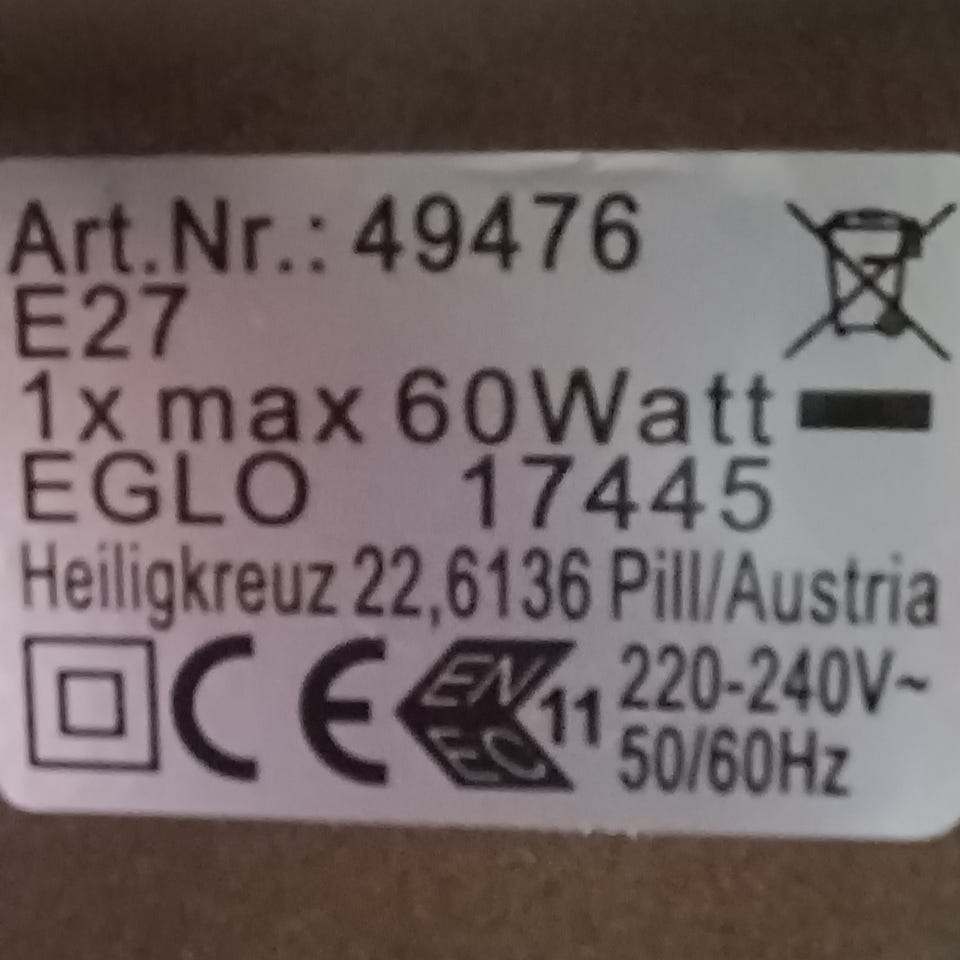 Art.Nr.: 49476
E27
1x max 60Watt
EGLO 17445
Heiligkreuz 22,6136 Pill/Austria
CE EN EC 11 220-240V~
50/60Hz